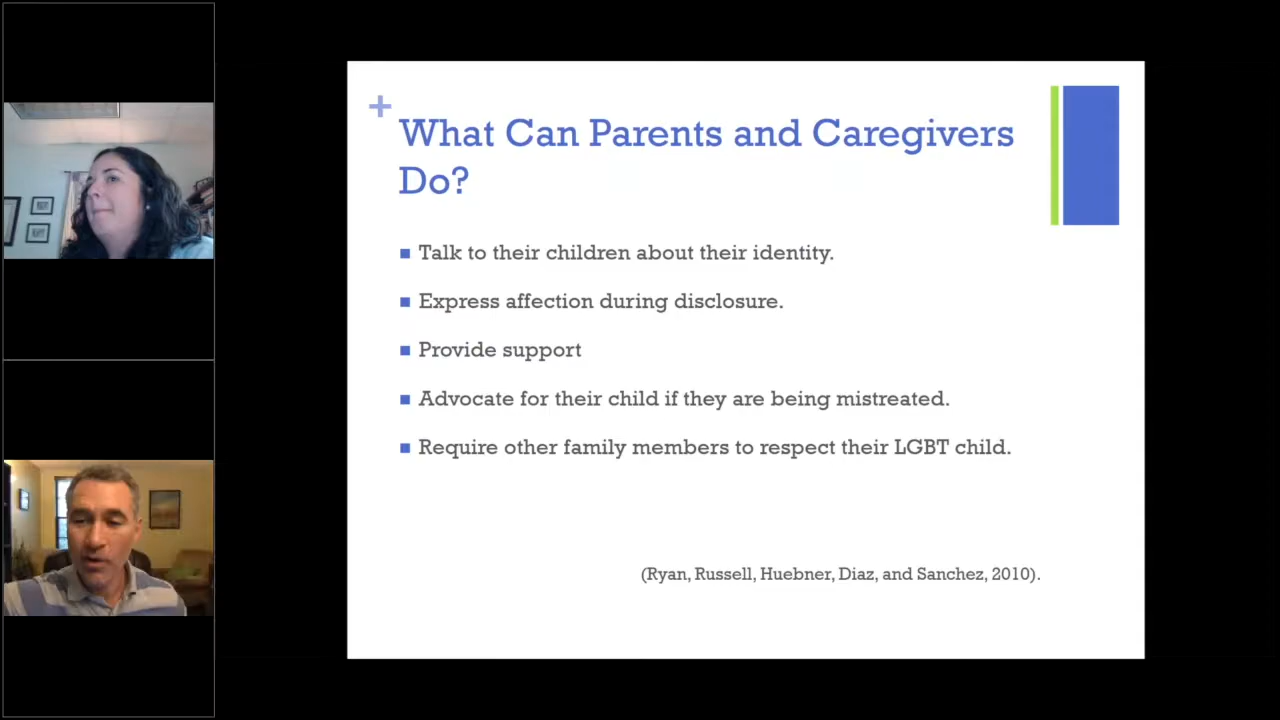 +
What Can Parents and Caregivers
Do?
Talk to their children about their identity.
Express affection during disclosure.
Provide support
Advocate for their child if they are being mistreated.
Require other family members to respect their LGBT child.
(Ryan, Russell, Huebner, Diaz, and Sanchez, 2010).